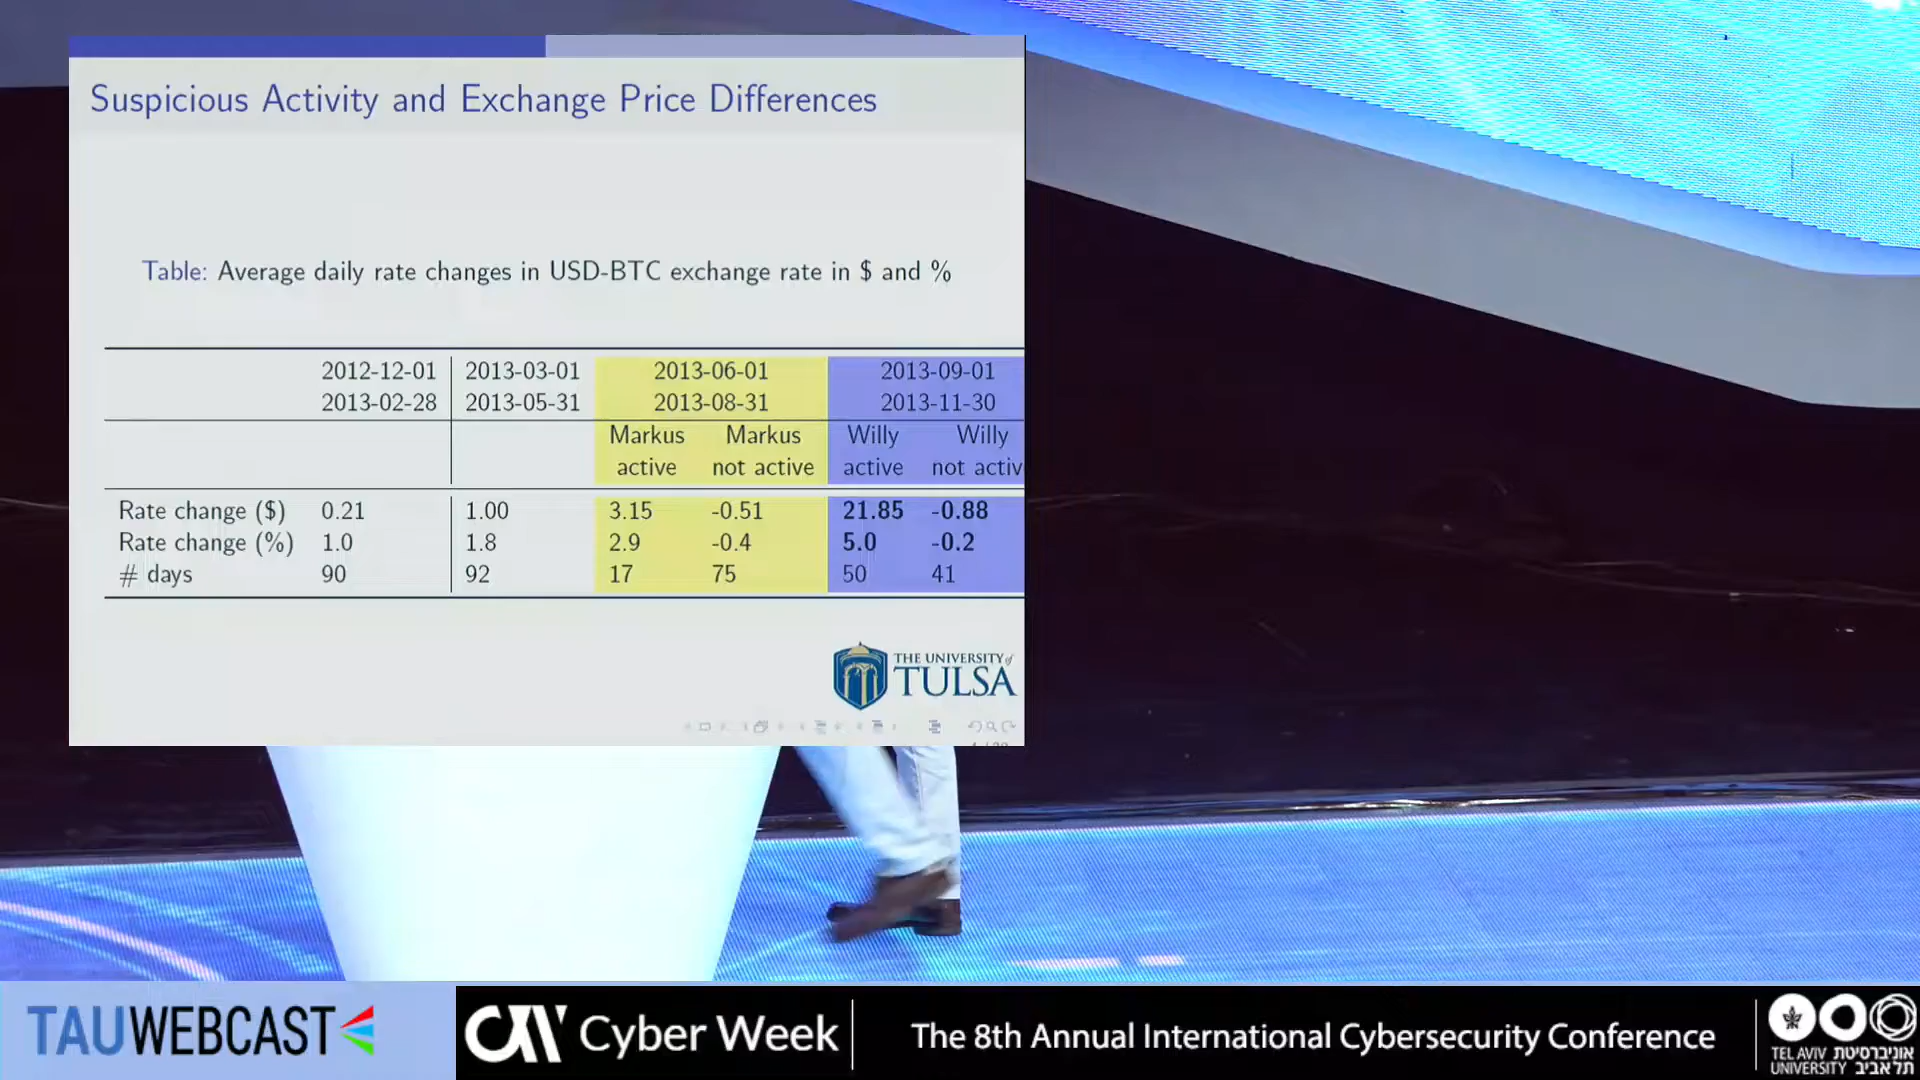 Suspicious Activity and Exchange Price Differences
Table: Average daily rate changes in USD-BTC exchange rate in $ and %
2012-12-01 2013-03-01 2013-06-01 2013-09-01
2013-02-28 2013-05-31 2013-08-31 2013-11-30
Markus Markus Willy Willy
active not active active not activ
Rate change ($) 0.21 1.00 3.15 -0.51 21.85 -0.88
Rate change (%) 1.0 1.8 2.9 -0.4 5.0 -0.2
# days 90 92 17 75 50 41
THE UNIVERSITY of
TULSA
TAUWEBCAST
Cyber Week
The 8th Annual International Cybersecurity Conference
TEL AVIV אוניברסיטת
UNIVERSITY תל אביב